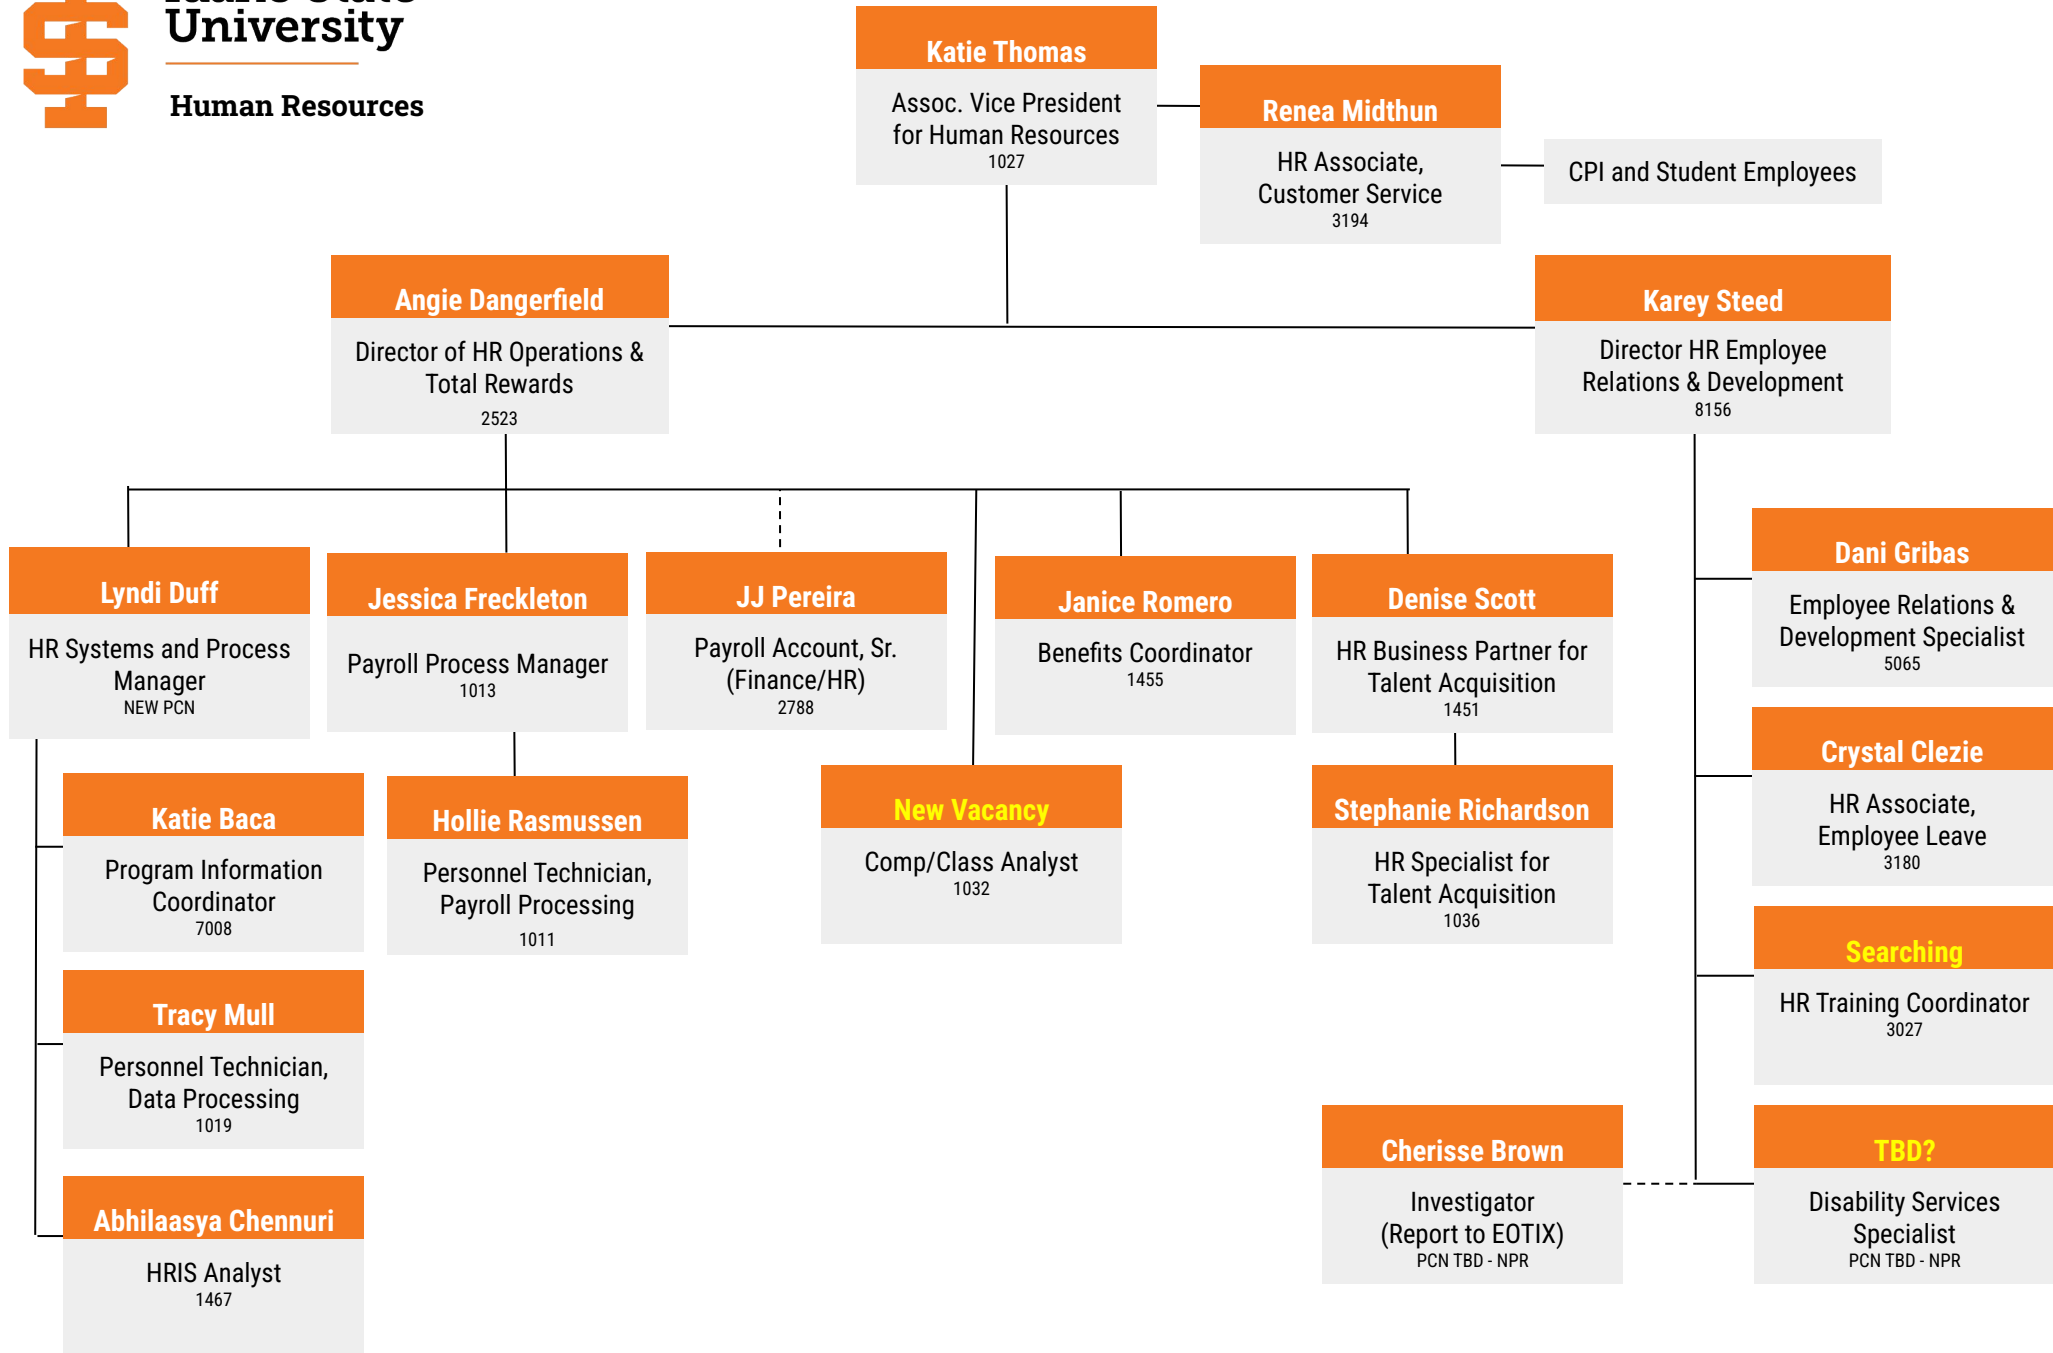 Idaho State
University
Human Resources
Katie Thomas
Assoc. Vice President
for Human Resources
1027
Renea Midthun
HR Associate,
Customer Service
3194
CPI and Student Employees
Angie Dangerfield
Director of HR Operations &
Total Rewards
2523
Karey Steed
Director HR Employee
Relations & Development
8156
Lyndi Duff
HR Systems and Process
Manager
NEW PCN
Jessica Freckleton
Payroll Process Manager
1013
JJ Pereira
Payroll Account, Sr.
(Finance/HR)
2788
Janice Romero
Benefits Coordinator
1455
Denise Scott
HR Business Partner for
Talent Acquisition
1451
Dani Gribas
Employee Relations &
Development Specialist
5065
Katie Baca
Program Information
Coordinator
7008
Hollie Rasmussen
Personnel Technician,
Payroll Processing
1011
New Vacancy
Comp/Class Analyst
1032
Stephanie Richardson
HR Specialist for
Talent Acquisition
1036
Crystal Clezie
HR Associate,
Employee Leave
3180
Tracy Mull
Personnel Technician,
Data Processing
1019
Searching
HR Training Coordinator
3027
Abhilaasya Chennuri
HRIS Analyst
1467
Cherisse Brown
Investigator
(Report to EOTIX)
PCN TBD - NPR
TBD?
Disability Services
Specialist
PCN TBD - NPR